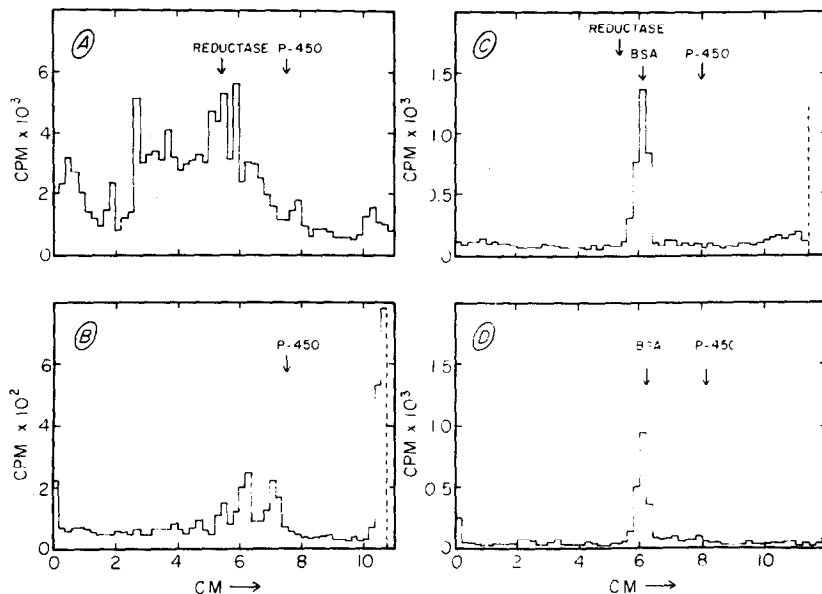 A
REDUCTASE P-450
CPM x 10³
6
4
2
0
C
REDUCTASE
BSA P-450
CPM x 10³
1.5
1.0
0.5
0
B
P-450
CPM x 10²
6
4
2
0
0 2 4 6 8 10
CM →
D
BSA P-450
CPM x 10³
1.5
1.0
0.5
0
0 2 4 6 8 10
CM →